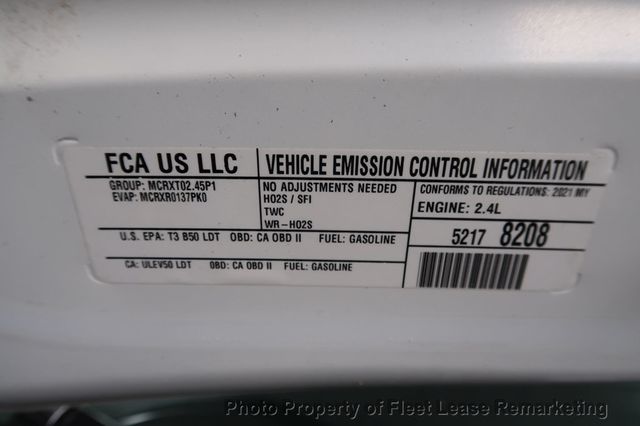 FCA US LLC
VEHICLE EMISSION CONTROL INFORMATION
GROUP: MCRXT02.45P1
EVAP: MCRXR0137PK0
NO ADJUSTMENTS NEEDED
HO2S / SFI
TWC
WR-HO2S
CONFORMS TO REGULATIONS: 2021 MY
ENGINE: 2.4L
U.S. EPA: T3 B50 LDT OBD: CA OBD II FUEL: GASOLINE
5217 8208
CA: ULEV50 LDT OBD: CA OBD II FUEL: GASOLINE
Photo Property of Fleet Lease Remarketing